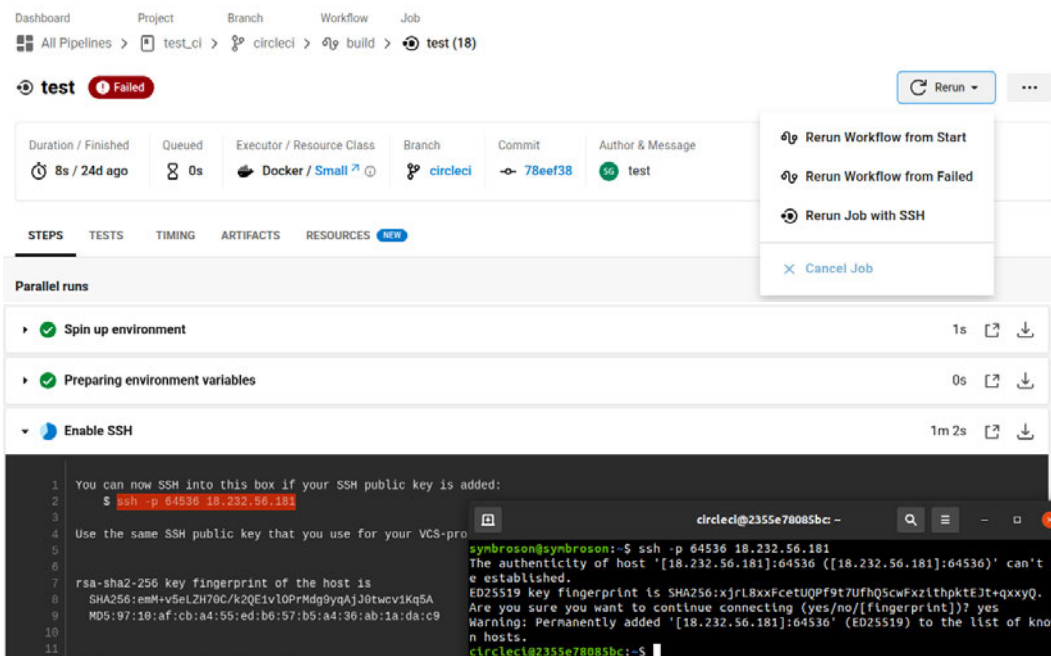 Dashboard Project Branch Workflow Job
All Pipelines > test_ci > circleci > build > test (18)
test Failed Rerun
Rerun Workflow from Start
Rerun Workflow from Failed
Rerun Job with SSH
Cancel Job
Duration / Finished Queued Executor / Resource Class Branch Commit Author & Message
8s / 24d ago 0s Docker / Small circleci 78eef38 SG test
STEPS TESTS TIMING ARTIFACTS RESOURCES NEW
Parallel runs
Spin up environment 1s
Preparing environment variables 0s
Enable SSH 1m 2s
1 You can now SSH into this box if your SSH public key is added:
2 $ ssh -p 64536 18.232.56.181
3
4 Use the same SSH public key that you use for your VCS-pro
5
6
7 rsa-sha2-256 key fingerprint of the host is
8 SHA256:emM+v5eLZH70C/k2QE1vlOPrMdg9yqAjJ0twcv1Kq5A
9 MD5:97:10:af:cb:a4:55:ed:b6:57:b5:a4:36:ab:1a:da:c9
10
11
circleci@2355e78085bc: ~
symbroson@symbroson:~$ ssh -p 64536 18.232.56.181
The authenticity of host '[18.232.56.181]:64536 ([18.232.56.181]:64536)' can't
e established.
ED25519 key fingerprint is SHA256:xjrL8xxFcetUQPf9t7UfhQ5cwFxzithpktEJt+qxxyQ.
Are you sure you want to continue connecting (yes/no/[fingerprint])? yes
Warning: Permanently added '[18.232.56.181]:64536' (ED25519) to the list of kno
n hosts.
circleci@2355e78085bc:~$